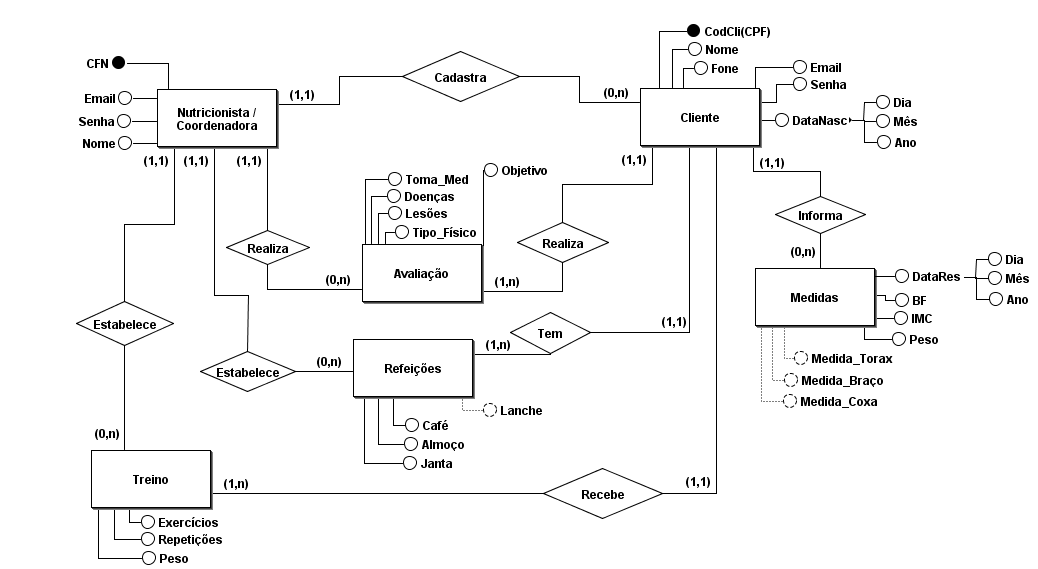 CodCli(CPF)
Nome
Fone
CFN
Email
Senha
Nome
Nutricionista /
Coordenadora
(1,1)
Cadastra
(0,n)
Cliente
Email
Senha
DataNasc
Dia
Mês
Ano
(1,1)
(1,1)
(1,1)
(1,1)
(1,1)
Toma_Med
Doenças
Lesões
Tipo_Físico
Objetivo
Realiza
Avaliação
Realiza
(0,n)
(1,n)
Informa
(0,n)
Medidas
DataRes
Dia
Mês
Ano
BF
IMC
Peso
Medida_Torax
Medida_Braço
Medida_Coxa
Estabelece
Estabelece
(0,n)
Refeições
(1,n)
Tem
(1,1)
Lanche
Café
Almoço
Janta
(0,n)
Treino
(1,n)
Recebe
(1,1)
Exercícios
Repetições
Peso